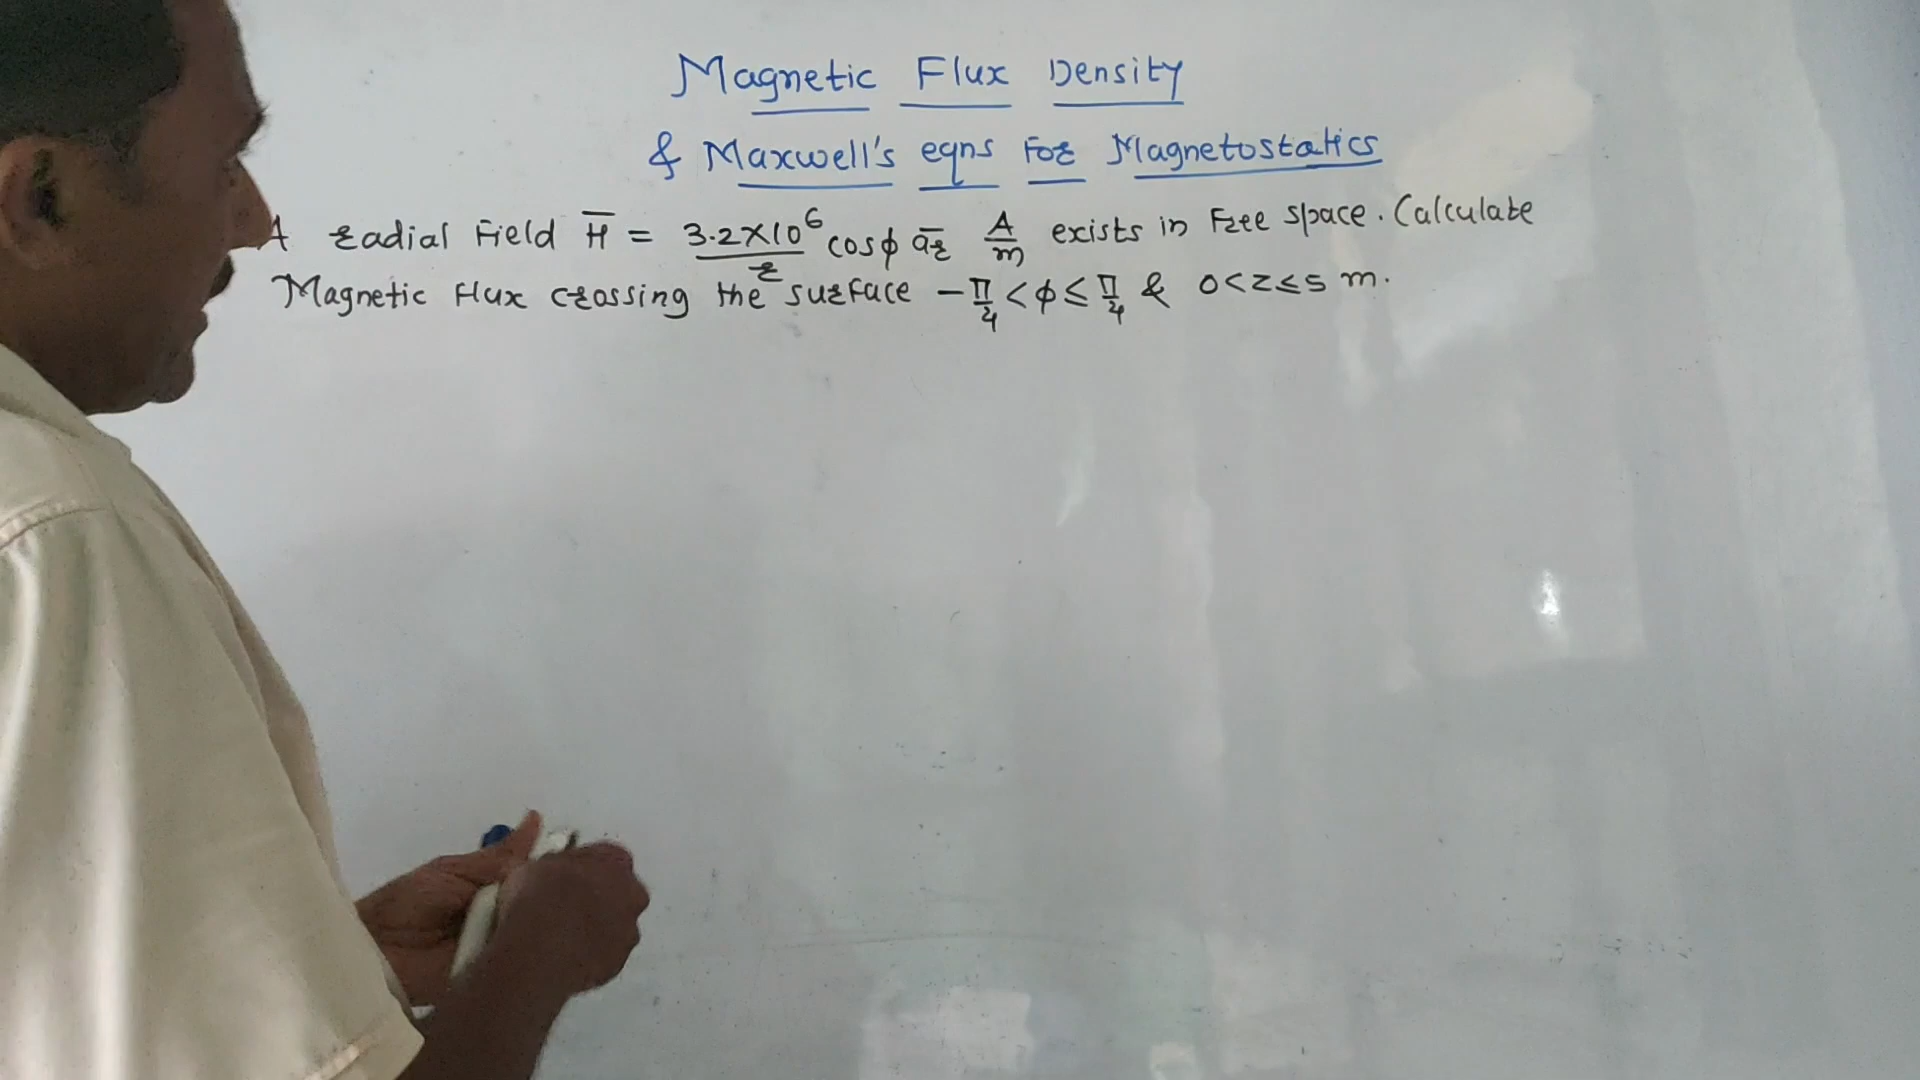 Magnetic Flux Density
& Maxwell's eqns For Magnetostatics
A radial Field H̅ = 3.2×10⁶/r cosϕ a̅r A/m exists in Free space. Calculate
Magnetic Flux crossing the surface -π/4 < ϕ ≤ π/4 & 0<z≤5 m.